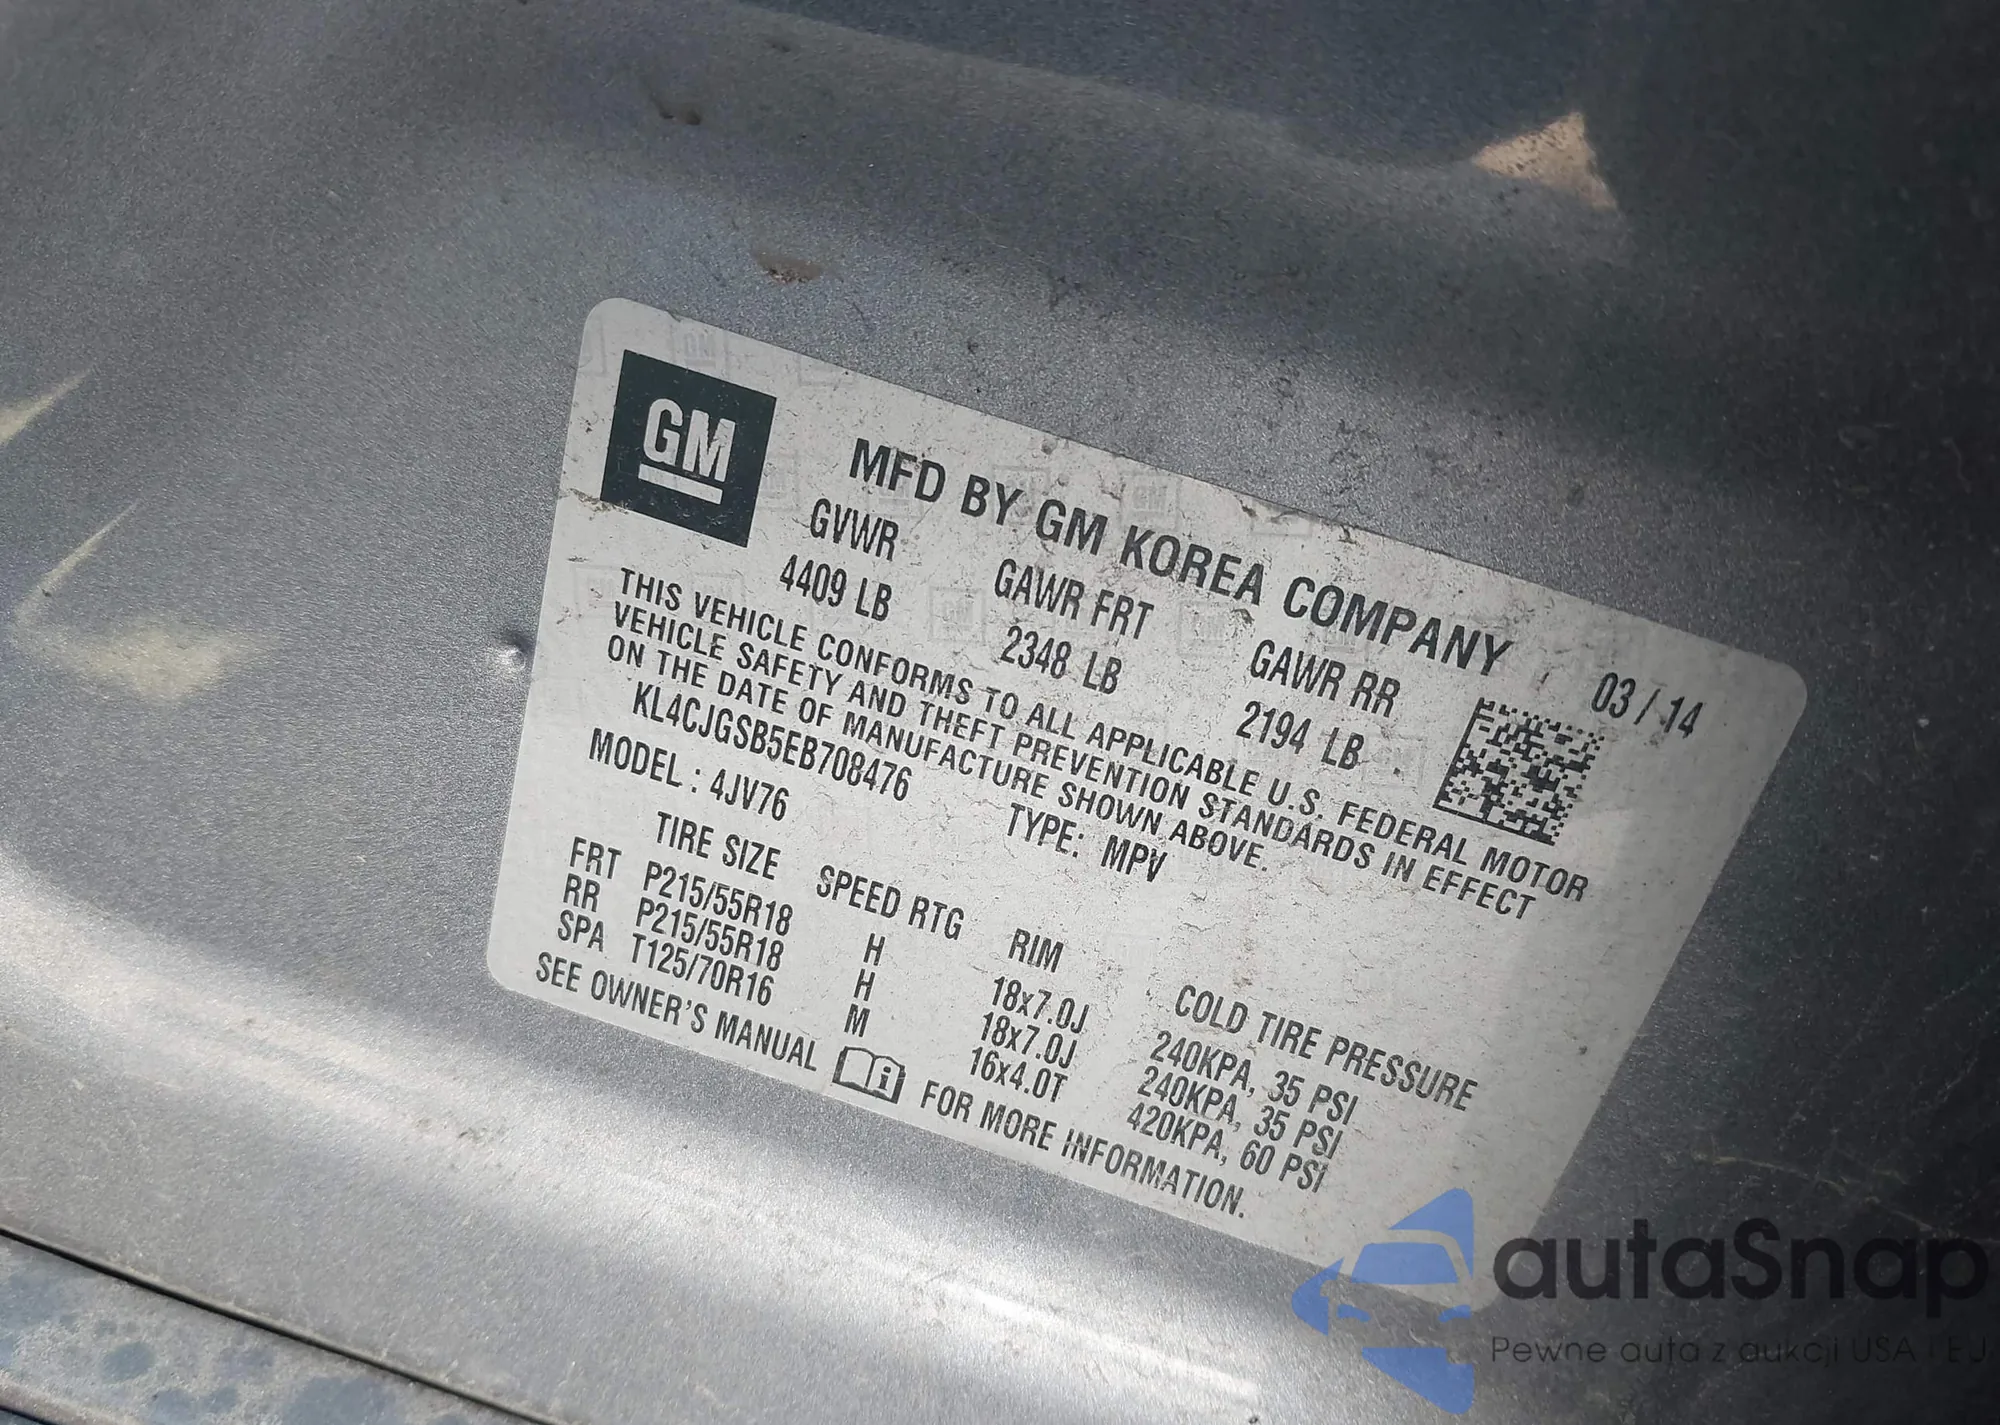 GM
MFD BY GM KOREA COMPANY 03 / 14
GVWR GAWR FRT GAWR RR
4409 LB 2348 LB 2194 LB
THIS VEHICLE CONFORMS TO ALL APPLICABLE U.S. FEDERAL MOTOR
VEHICLE SAFETY AND THEFT PREVENTION STANDARDS IN EFFECT
ON THE DATE OF MANUFACTURE SHOWN ABOVE.
KL4CJGSB5EB708476 TYPE: MPV
MODEL : 4JV76
TIRE SIZE SPEED RTG RIM COLD TIRE PRESSURE
FRT P215/55R18 H 18x7.0J 240KPA, 35 PSI
RR P215/55R18 H 18x7.0J 240KPA, 35 PSI
SPA T125/70R16 M 16x4.0T 420KPA, 60 PSI
SEE OWNER'S MANUAL FOR MORE INFORMATION.
autaSnap
Pewne auta z aukcji USA i EJ